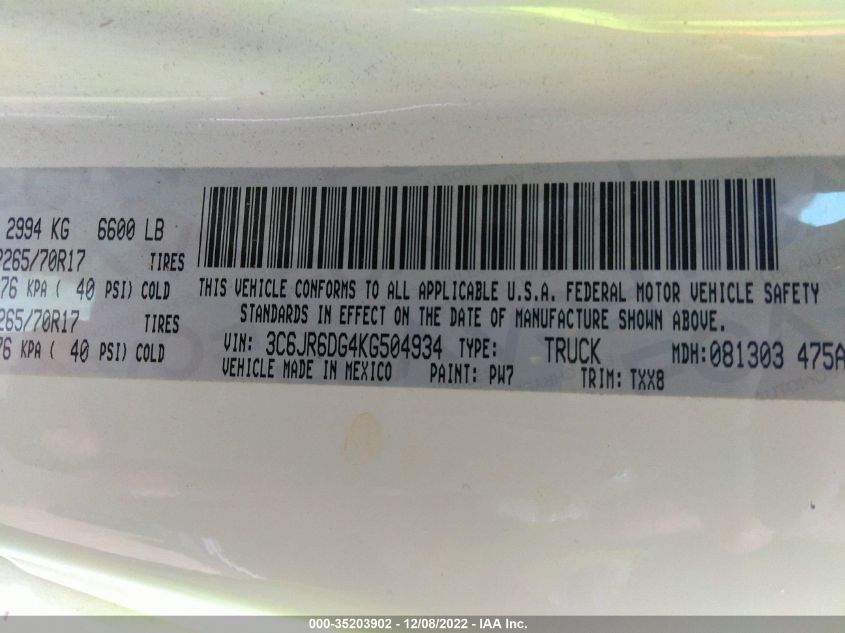 2994 KG 6600 LB
P265/70R17 TIRES
76 KPA ( 40 PSI) COLD
265/70R17 TIRES
76 KPA ( 40 PSI) COLD
THIS VEHICLE CONFORMS TO ALL APPLICABLE U.S.A. FEDERAL MOTOR VEHICLE SAFETY
STANDARDS IN EFFECT ON THE DATE OF MANUFACTURE SHOWN ABOVE.
VIN: 3C6JR6DG4KG504934 TYPE: TRUCK MDH:081303 475A
VEHICLE MADE IN MEXICO PAINT: PW7 TRIM: TXX8
000-35203902 - 12/08/2022 - IAA Inc.